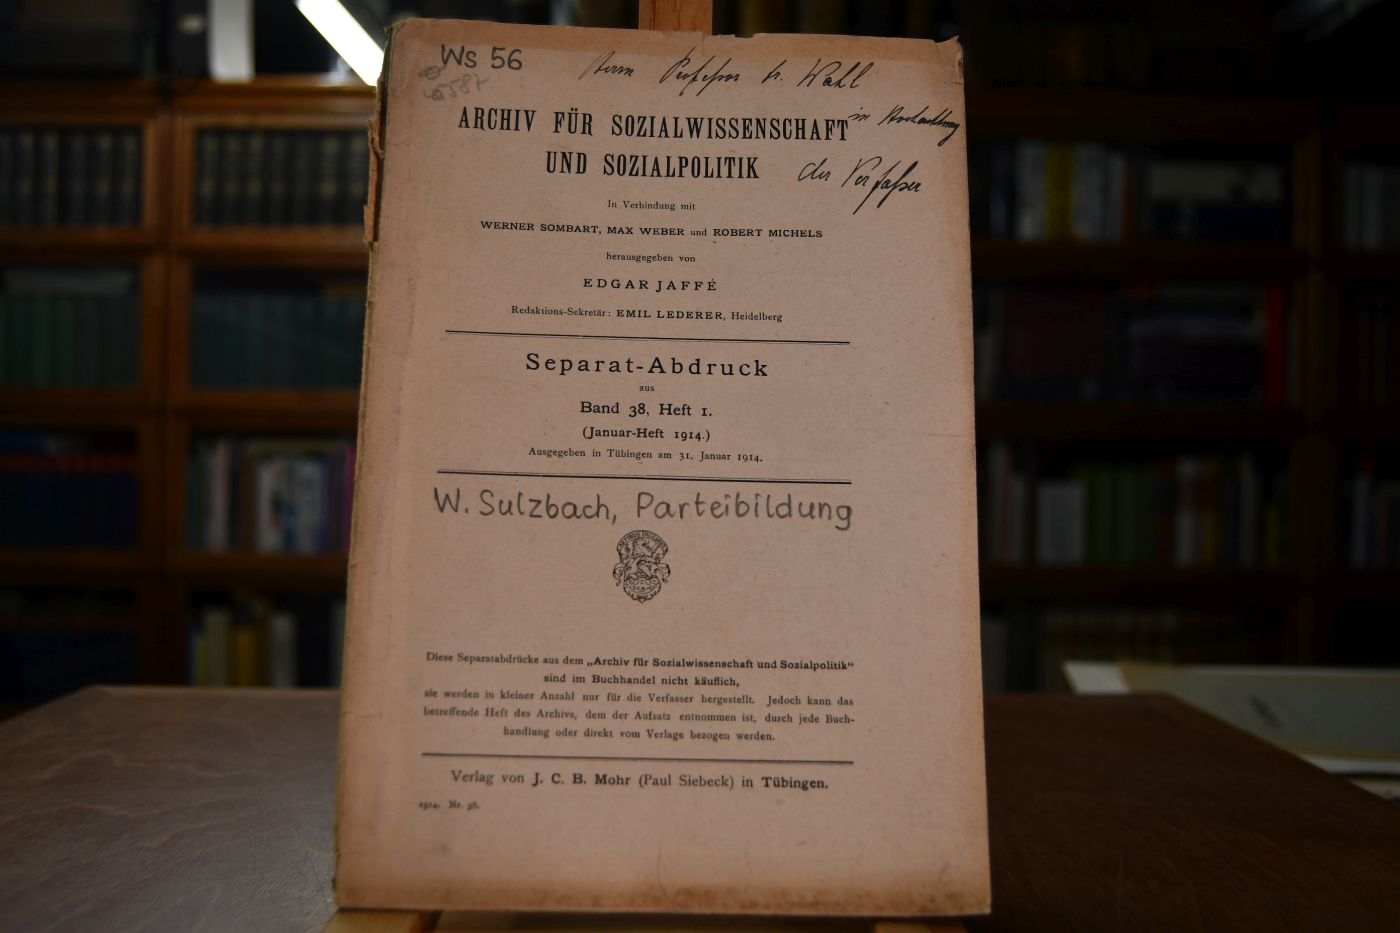 Ws 56
Herrn Professor Dr. Wahl
in Hochachtung
der Verfasser
ARCHIV FÜR SOZIALWISSENSCHAFT
UND SOZIALPOLITIK
In Verbindung mit
WERNER SOMBART, MAX WEBER und ROBERT MICHELS
herausgegeben von
EDGAR JAFFÉ
Redaktions-Sekretär: EMIL LEDERER, Heidelberg
Separat-Abdruck
aus
Band 38, Heft 1.
(Januar-Heft 1914.)
Ausgegeben in Tübingen am 31. Januar 1914.
W. Sulzbach, Parteibildung
Diese Separatabdrücke aus dem „Archiv für Sozialwissenschaft und Sozialpolitik“
sind im Buchhandel nicht käuflich,
sie werden in kleiner Anzahl nur für die Verfasser hergestellt. Jedoch kann das
betreffende Heft des Archivs, dem der Aufsatz entnommen ist, durch jede Buch-
handlung oder direkt vom Verlage bezogen werden.
Verlag von J. C. B. Mohr (Paul Siebeck) in Tübingen.
1914. Nr. 38.